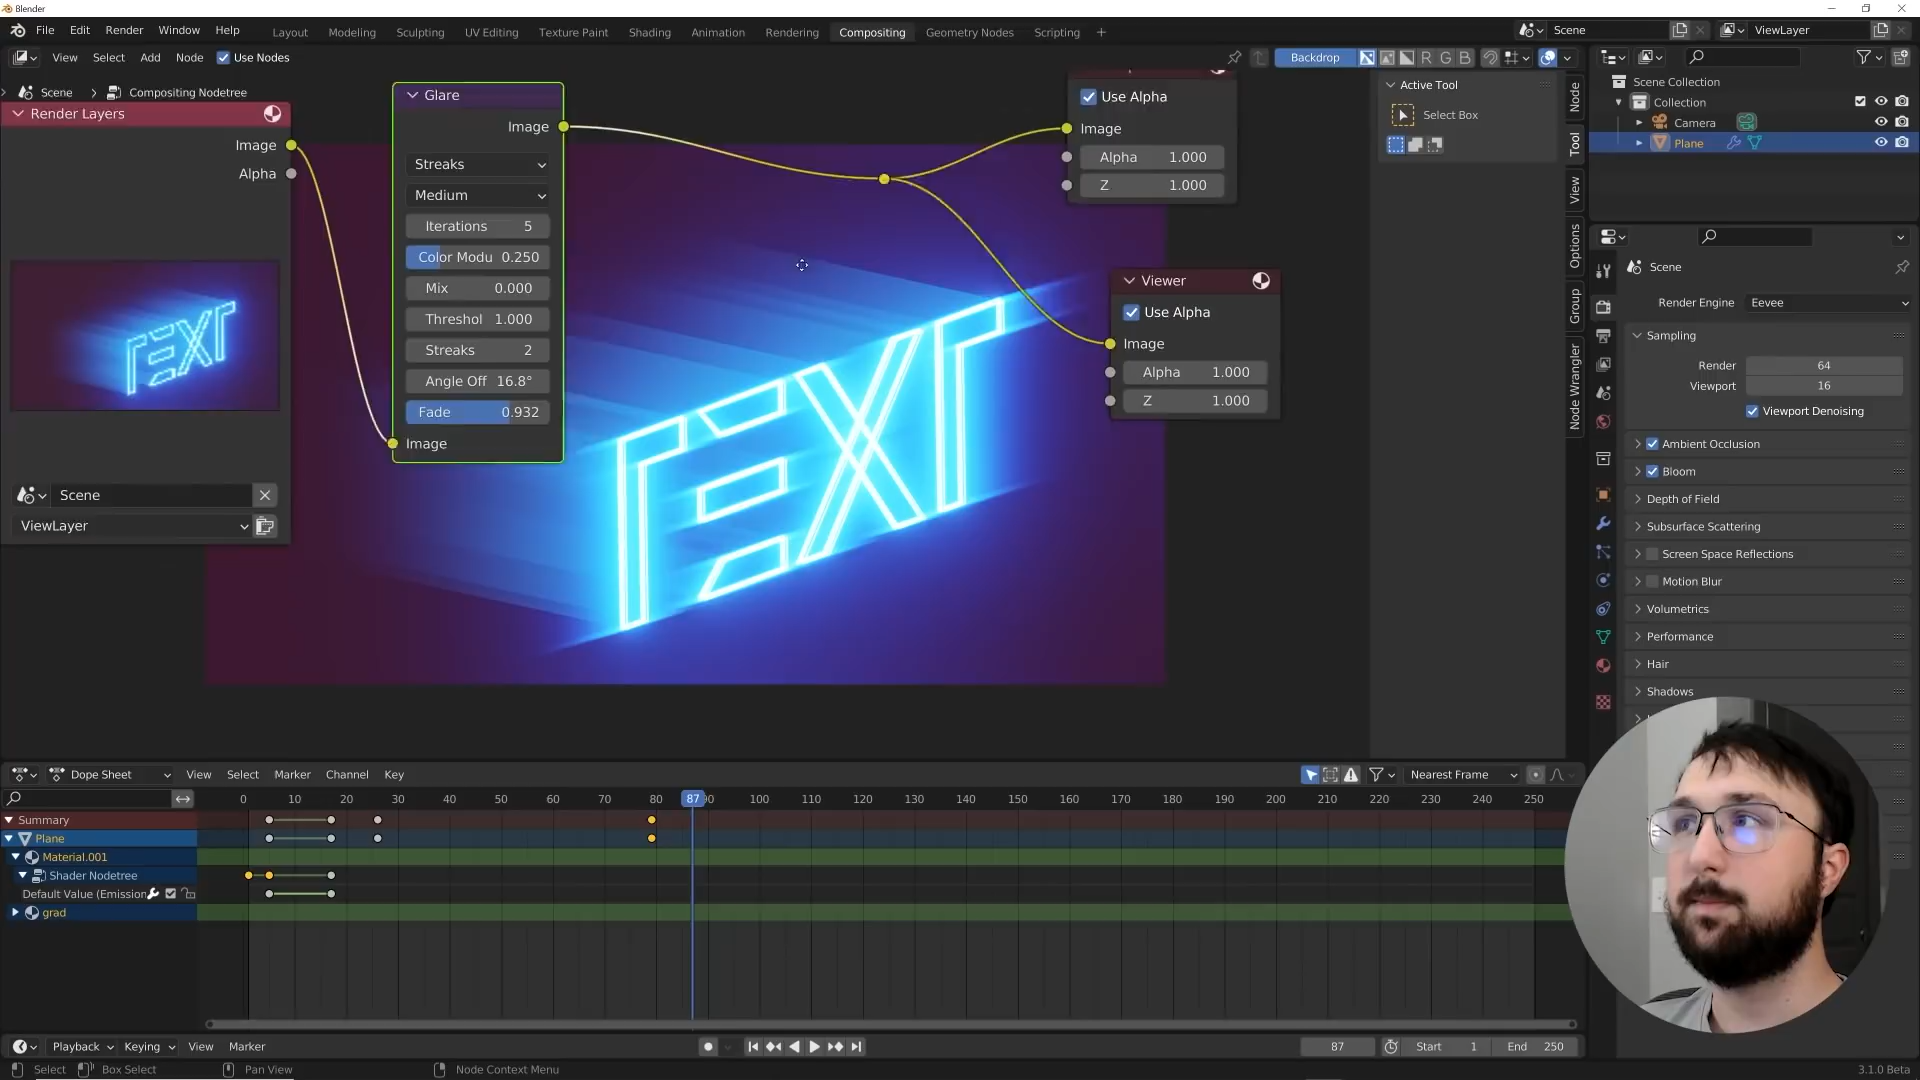 Blender
File Edit Render Window Help Layout Modeling Sculpting UV Editing Texture Paint Shading Animation Rendering Compositing Geometry Nodes Scripting + Scene ViewLayer
View Select Add Node Use Nodes Backdrop R G B
Scene > Compositing Nodetree
Render Layers
Image
Alpha
Scene
ViewLayer
Glare
Image
Streaks
Medium
Iterations 5
Color Modu 0.250
Mix 0.000
Threshol 1.000
Streaks 2
Angle Off 16.8°
Fade 0.932
Image
TEXT
TEXT
Use Alpha
Image
Alpha 1.000
Z 1.000
Viewer
Use Alpha
Image
Alpha 1.000
Z 1.000
Active Tool
Select Box
Node
Tool
View
Options
Group
Node Wrangler
Scene Collection
Collection
Camera
Plane
Scene
Render Engine Eevee
Sampling
Render 64
Viewport 16
Viewport Denoising
Ambient Occlusion
Bloom
Depth of Field
Subsurface Scattering
Screen Space Reflections
Motion Blur
Volumetrics
Performance
Hair
Shadows
Dope Sheet View Select Marker Channel Key Nearest Frame
0 10 20 30 40 50 60 70 80 87 90 100 110 120 130 140 150 160 170 180 190 200 210 220 230 240 250
Summary
Plane
Material.001
Shader Nodetree
Default Value (Emission
grad
Playback Keying View Marker 87 Start 1 End 250
Select Box Select Pan View Node Context Menu 3.1.0 Beta